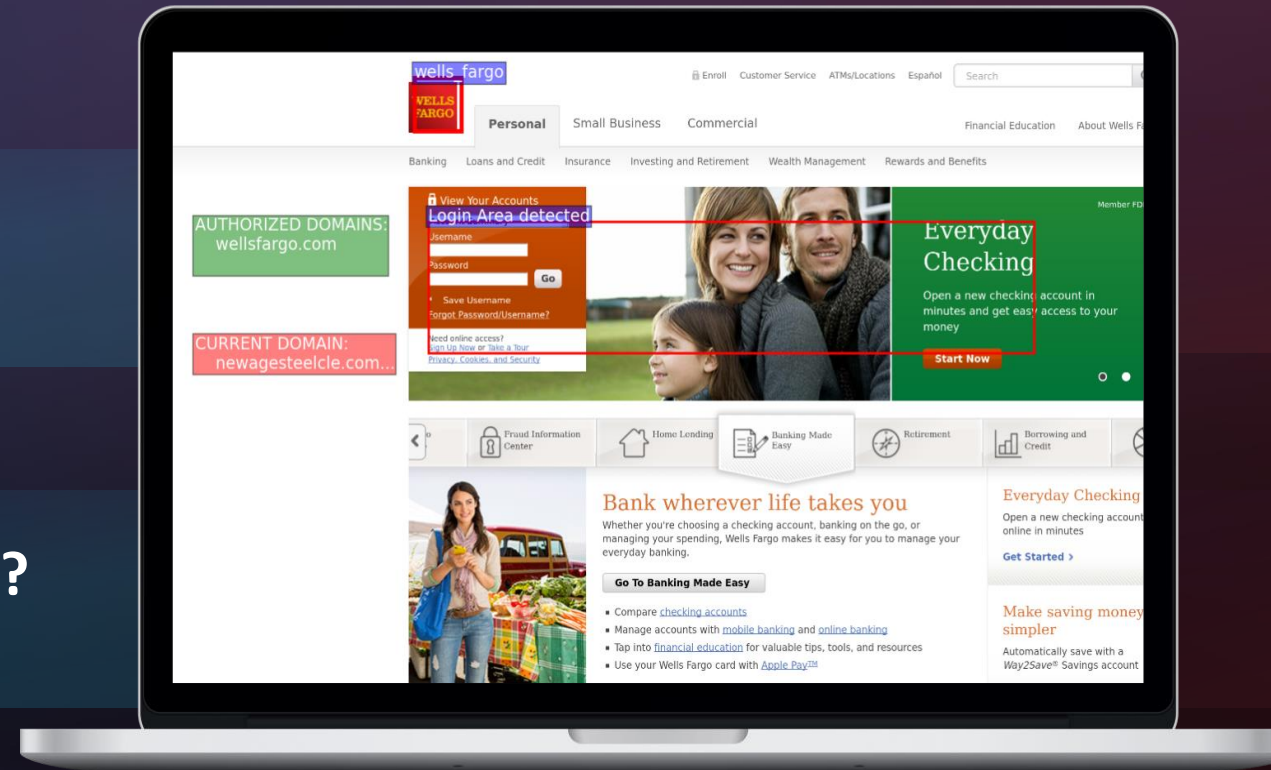 wells_fargo
WELLS
FARGO
Enroll Customer Service ATMs/Locations Español Search
Personal Small Business Commercial
Financial Education About Wells Fa
Banking Loans and Credit Insurance Investing and Retirement Wealth Management Rewards and Benefits
AUTHORIZED DOMAINS:
wellsfargo.com
CURRENT DOMAIN:
newagesteelcle.com...
View Your Accounts
Login Area detected
Username
Password
Go
Save Username
Forgot Password/Username?
Need online access?
Sign Up Now or Take a Tour
Privacy, Cookies, and Security
Member FDI
Everyday
Checking
Open a new checking account in
minutes and get easy access to your
money
Start Now
Fraud Information
Center
Home Lending
Banking Made
Easy
Retirement
Borrowing and
Credit
?
Bank wherever life takes you
Whether you're choosing a checking account, banking on the go, or
managing your spending, Wells Fargo makes it easy for you to manage your
everyday banking.
Go To Banking Made Easy
▪ Compare checking accounts
▪ Manage accounts with mobile banking and online banking
▪ Tap into financial education for valuable tips, tools, and resources
▪ Use your Wells Fargo card with Apple Pay™
Everyday Checking
Open a new checking account
online in minutes
Get Started >
Make saving money
simpler
Automatically save with a
Way2Save® Savings account